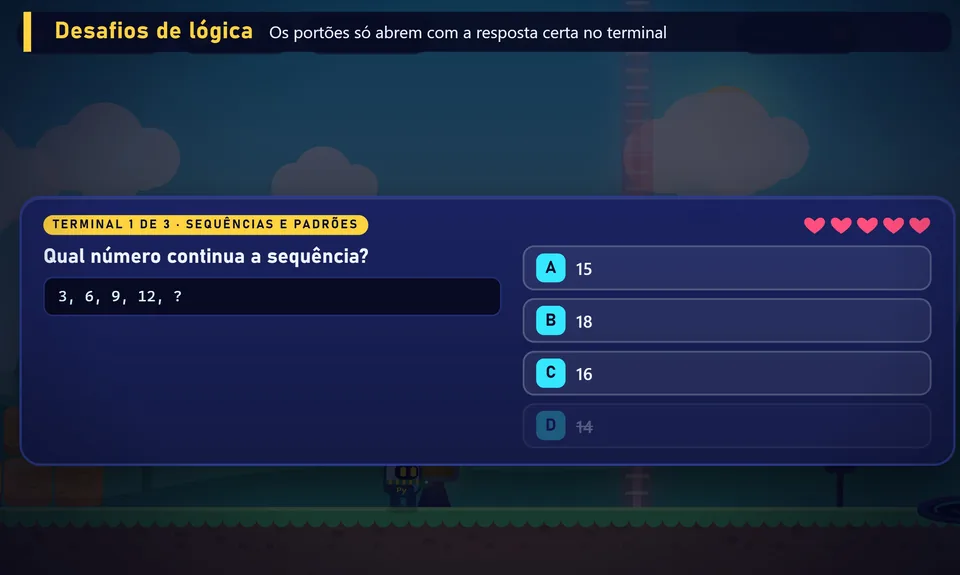 Desafios de lógica Os portões só abrem com a resposta certa no terminal
TERMINAL 1 DE 3 · SEQUÊNCIAS E PADRÕES
Qual número continua a sequência?
3, 6, 9, 12, ?
A 15
B 18
C 16
D 14
Py